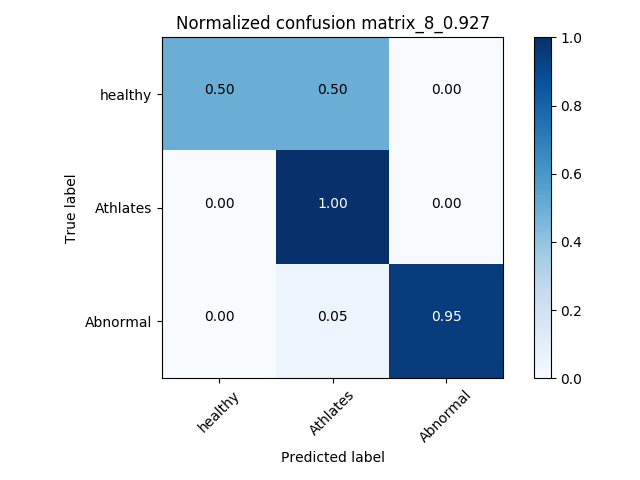 Normalized confusion matrix_8_0.927
True label
healthy 0.50 0.50 0.00
Athlates 0.00 1.00 0.00
Abnormal 0.00 0.05 0.95
healthy Athlates Abnormal
Predicted label
1.0
0.8
0.6
0.4
0.2
0.0